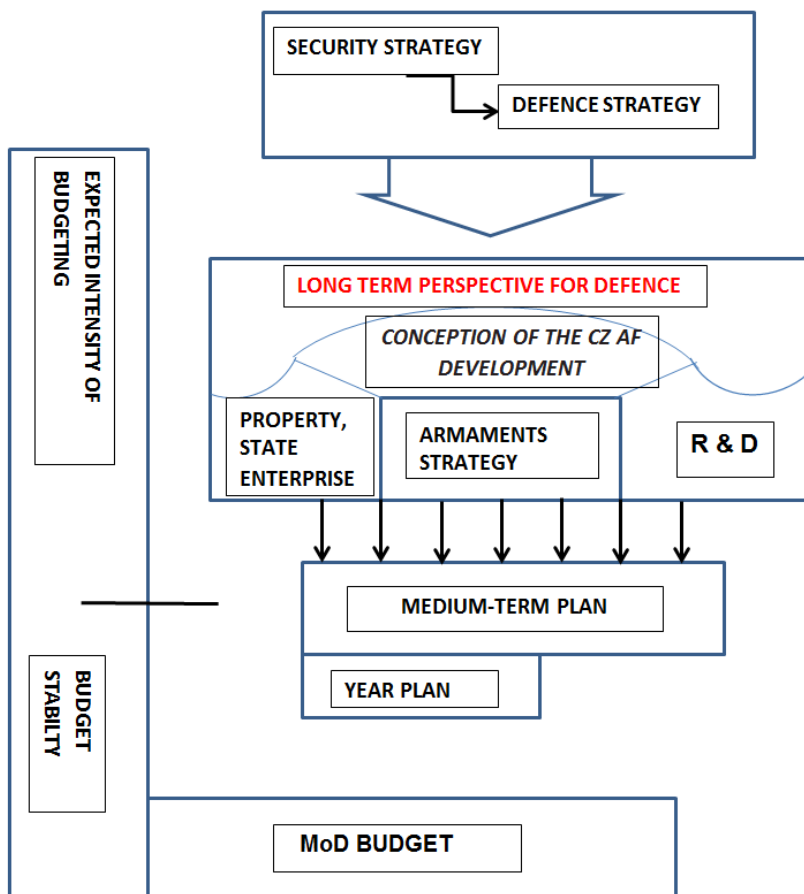 SECURITY STRATEGY
DEFENCE STRATEGY
EXPECTED INTENSITY OF
BUDGETING
LONG TERM PERSPECTIVE FOR DEFENCE
CONCEPTION OF THE CZ AF
DEVELOPMENT
PROPERTY,
STATE
ENTERPRISE
ARMAMENTS
STRATEGY
R & D
MEDIUM-TERM PLAN
YEAR PLAN
BUDGET
STABILTY
MoD BUDGET